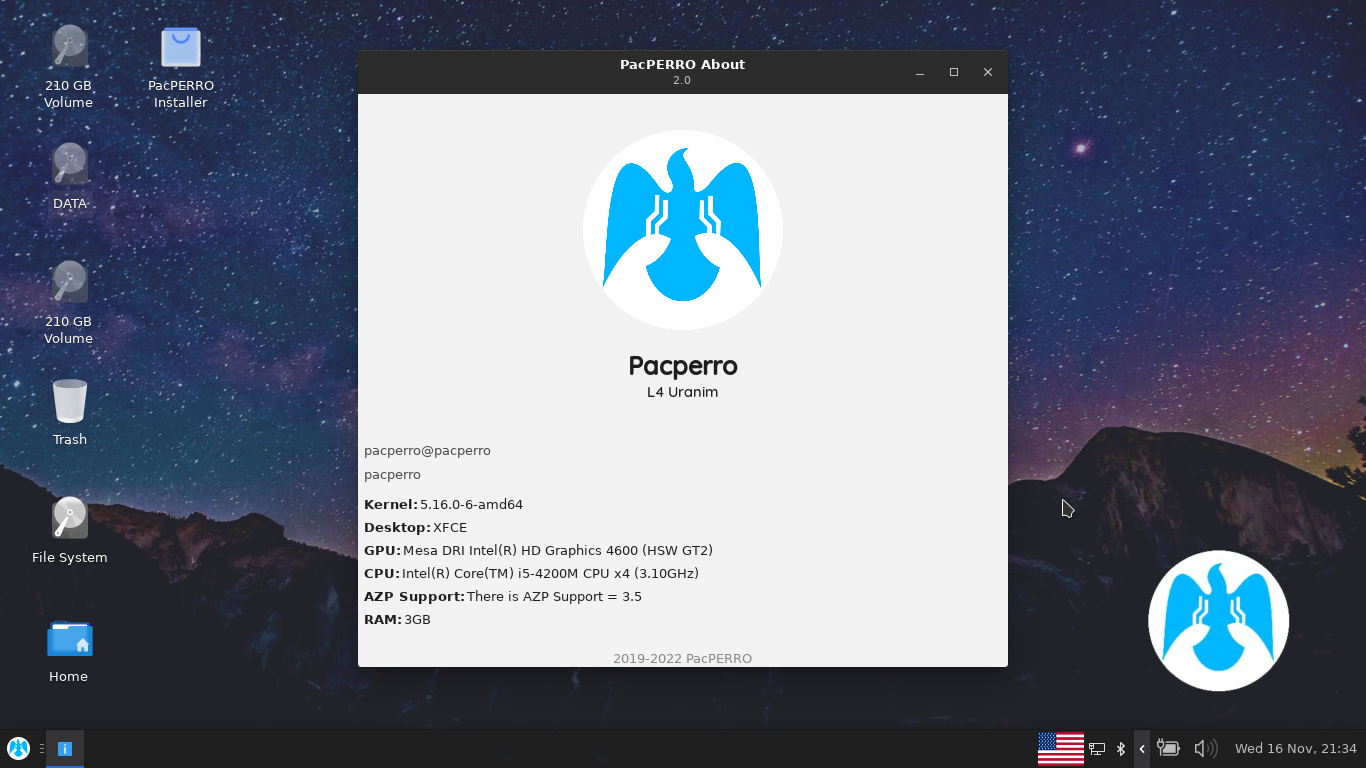 210 GB
Volume
PacPERRO
Installer
DATA
210 GB
Volume
Trash
File System
Home
PacPERRO About
2.0
Pacperro
L4 Uranim
pacperro@pacperro
pacperro
Kernel: 5.16.0-6-amd64
Desktop: XFCE
GPU: Mesa DRI Intel(R) HD Graphics 4600 (HSW GT2)
CPU: Intel(R) Core(TM) i5-4200M CPU x4 (3.10GHz)
AZP Support: There is AZP Support = 3.5
RAM: 3GB
2019-2022 PacPERRO
Wed 16 Nov, 21:34